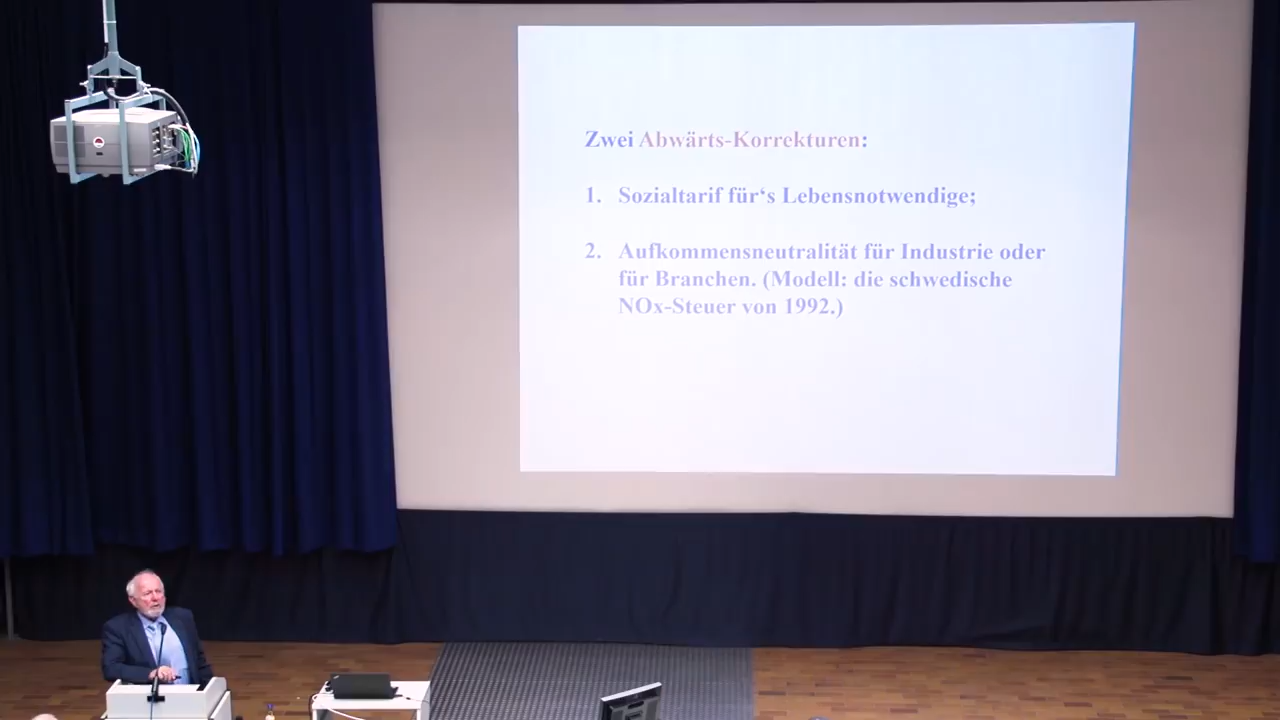 Zwei Abwärts-Korrekturen:
1. Sozialtarif für‘s Lebensnotwendige;
2. Aufkommensneutralität für Industrie oder
für Branchen. (Modell: die schwedische
NOx-Steuer von 1992.)